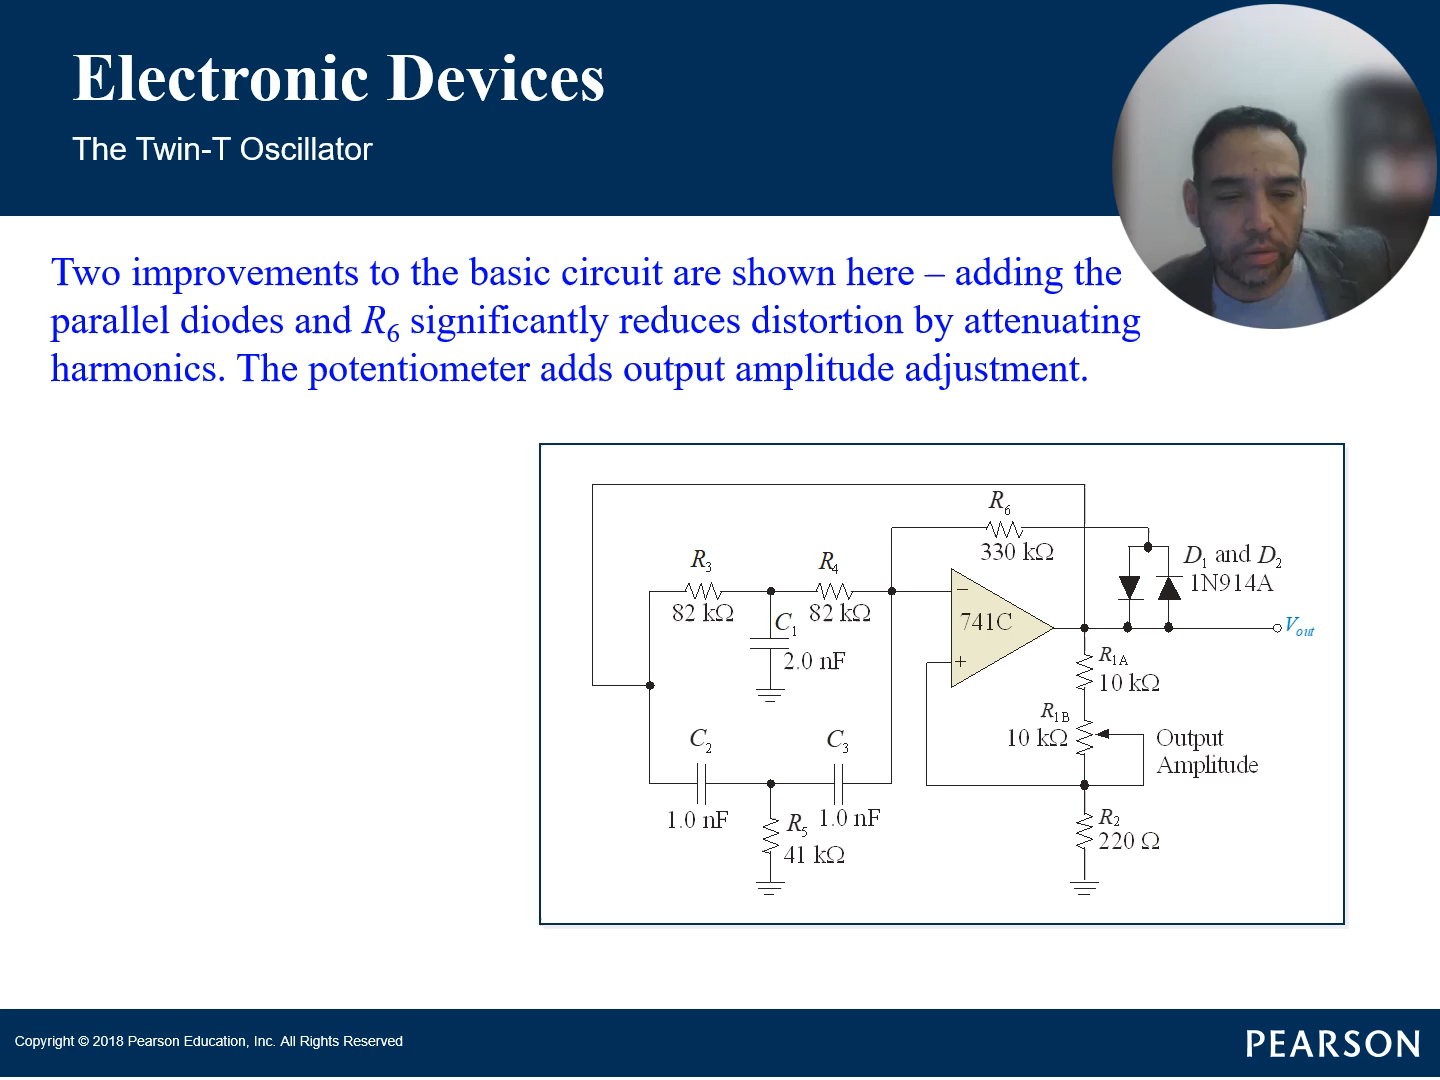 Electronic Devices
The Twin-T Oscillator
Two improvements to the basic circuit are shown here – adding the
parallel diodes and R6 significantly reduces distortion by attenuating
harmonics. The potentiometer adds output amplitude adjustment.
R6
330 kΩ
R3
82 kΩ
R4
82 kΩ
C1
2.0 nF
D1 and D2
1N914A
−
741C
+
Vout
R1A
10 kΩ
R1B
10 kΩ
Output
Amplitude
C2
1.0 nF
C3
1.0 nF
R5
41 kΩ
R2
220 Ω
Copyright © 2018 Pearson Education, Inc. All Rights Reserved
PEARSON